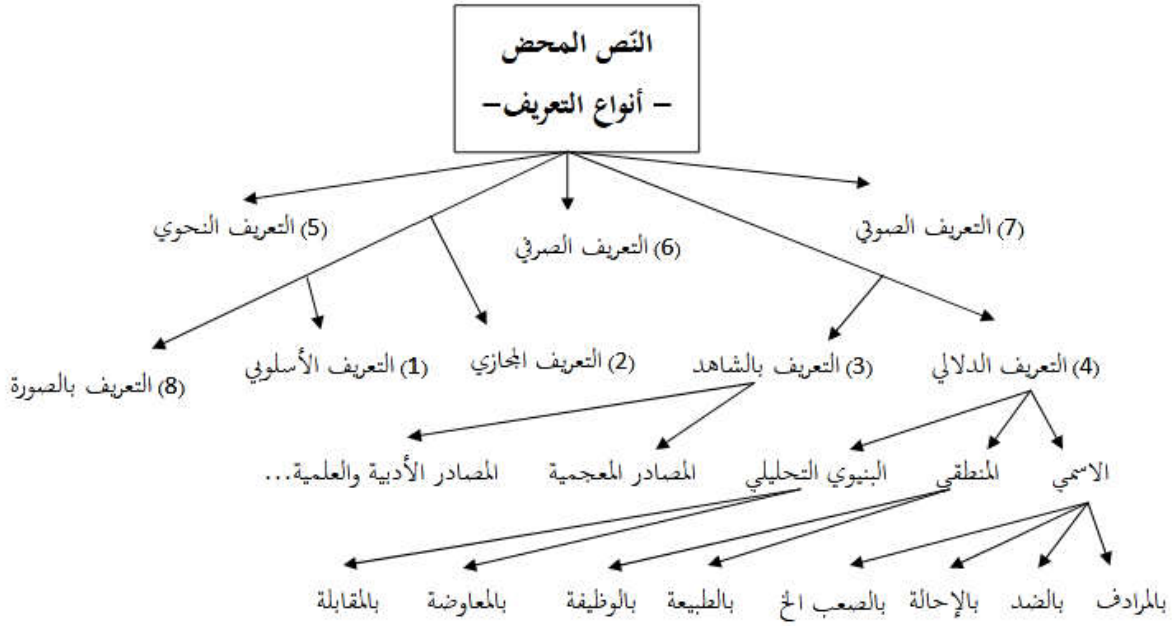 النّص المحض
– أنواع التعريف–
(7) التعريف الصوتي
(6) التعريف الصرفي
(5) التعريف النحوي
(4) التعريف الدلالي
(3) التعريف بالشاهد
(2) التعريف المجازي
(1) التعريف الأسلوبي
(8) التعريف بالصورة
الاسمي
المنطقي
البنيوي التحليلي
المصادر المعجمية
المصادر الأدبية والعلمية...
بالمرادف
بالضد
بالإحالة
بالصعب الخ
بالطبيعة
بالوظيفة
بالمعاوضة
بالمقابلة